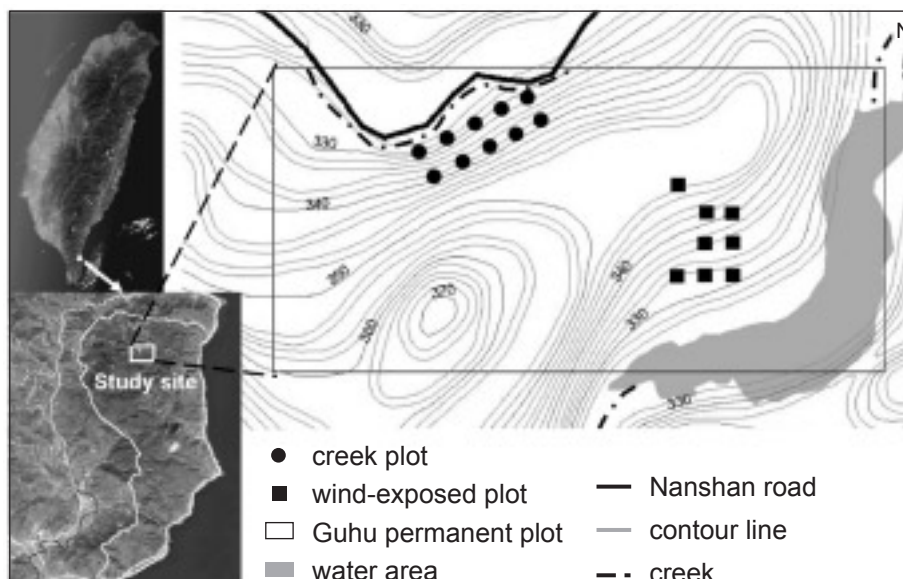 N
330
330
340
340
350
320
360
330
330
Study site
creek plot
wind-exposed plot
Guhu permanent plot
water area
Nanshan road
contour line
creek